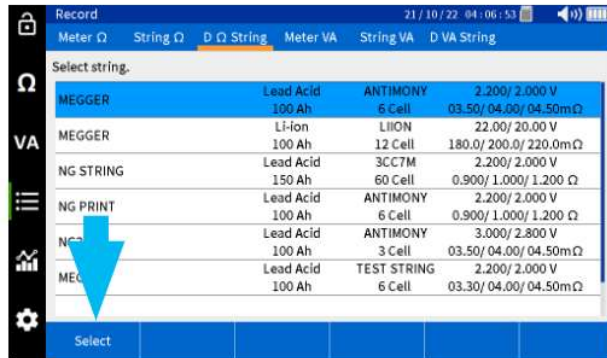 Record 21/10/22 04:06:53
Meter Ω String Ω D Ω String Meter VA String VA D VA String
Select string.
MEGGER Lead Acid ANTIMONY 2.200/ 2.000 V
100 Ah 6 Cell 03.50/ 04.00/ 04.50mΩ
MEGGER Li-ion LIION 22.00/ 20.00 V
100 Ah 12 Cell 180.0/ 200.0/ 220.0mΩ
NG STRING Lead Acid 3CC7M 2.200/ 2.000 V
150 Ah 60 Cell 0.900/ 1.000/ 1.200 Ω
NG PRINT Lead Acid ANTIMONY 2.200/ 2.000 V
100 Ah 6 Cell 0.900/ 1.000/ 1.200 Ω
Lead Acid ANTIMONY 3.000/ 2.800 V
100 Ah 3 Cell 03.50/ 04.00/ 04.50mΩ
Lead Acid TEST STRING 2.200/ 2.000 V
100 Ah 6 Cell 03.30/ 04.00/ 04.50mΩ
Select
Ω
VA